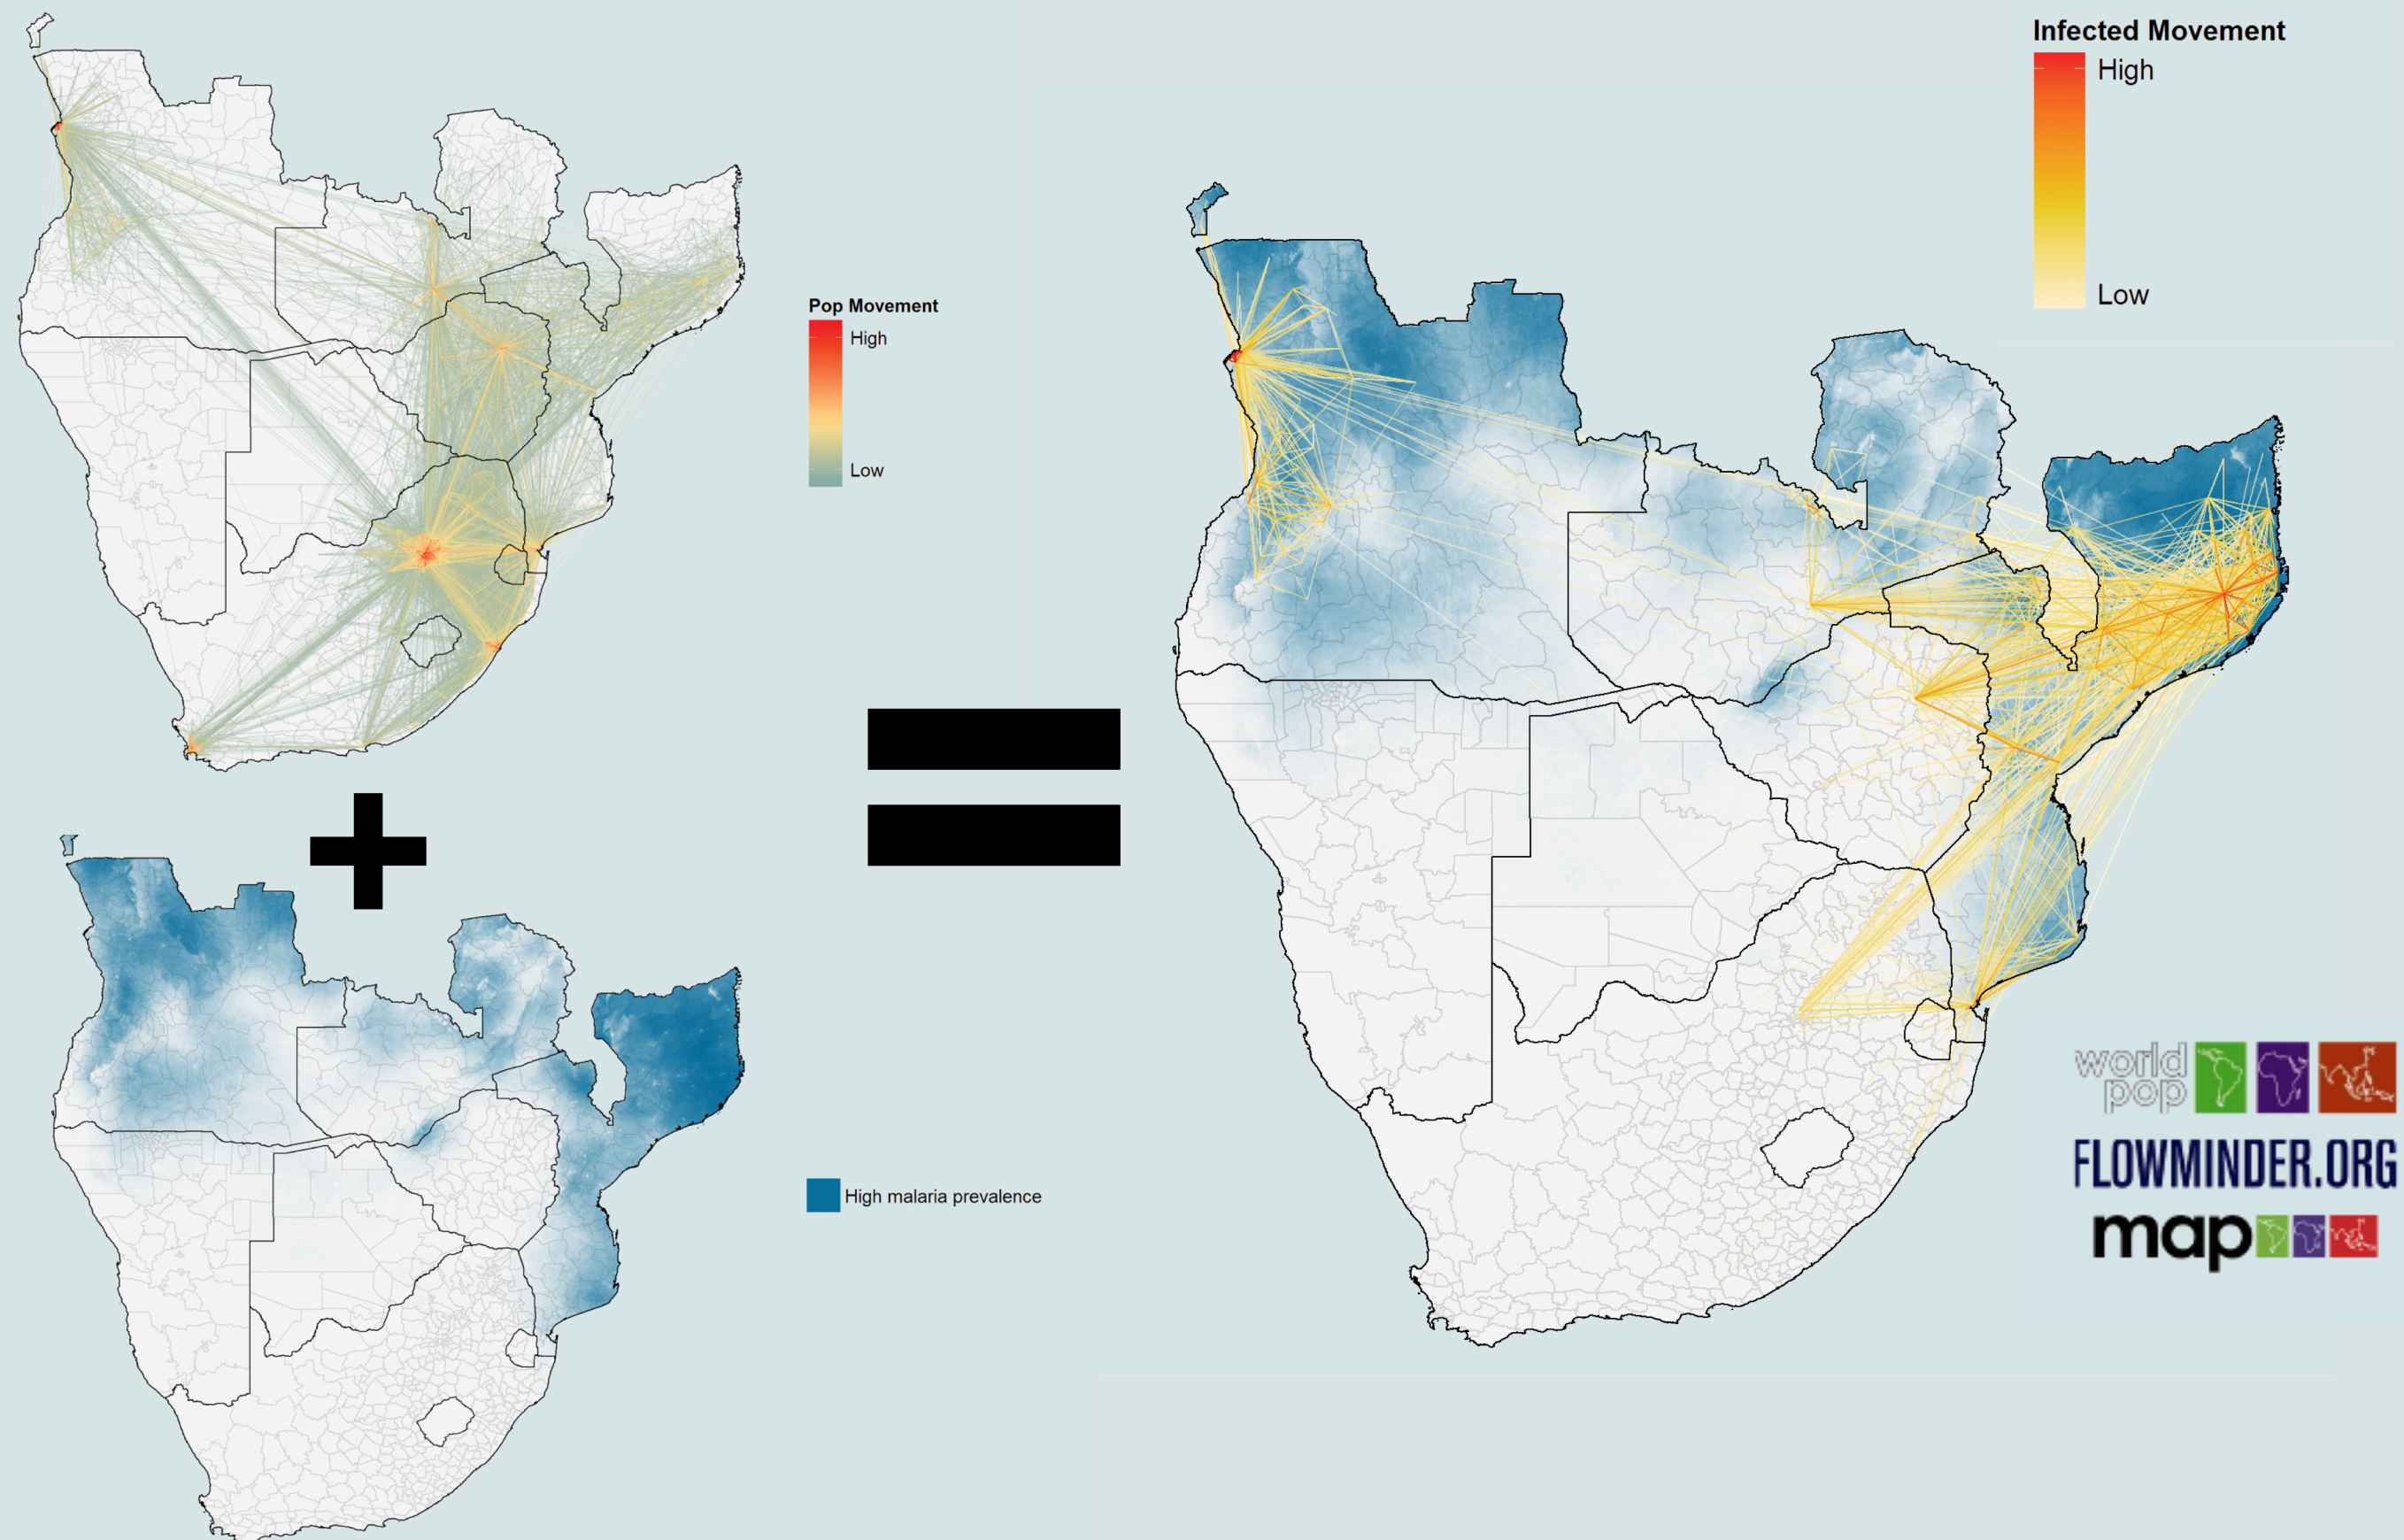 Pop Movement
High
Low
High malaria prevalence
Infected Movement
High
Low
world
pop
FLOWMINDER.ORG
map